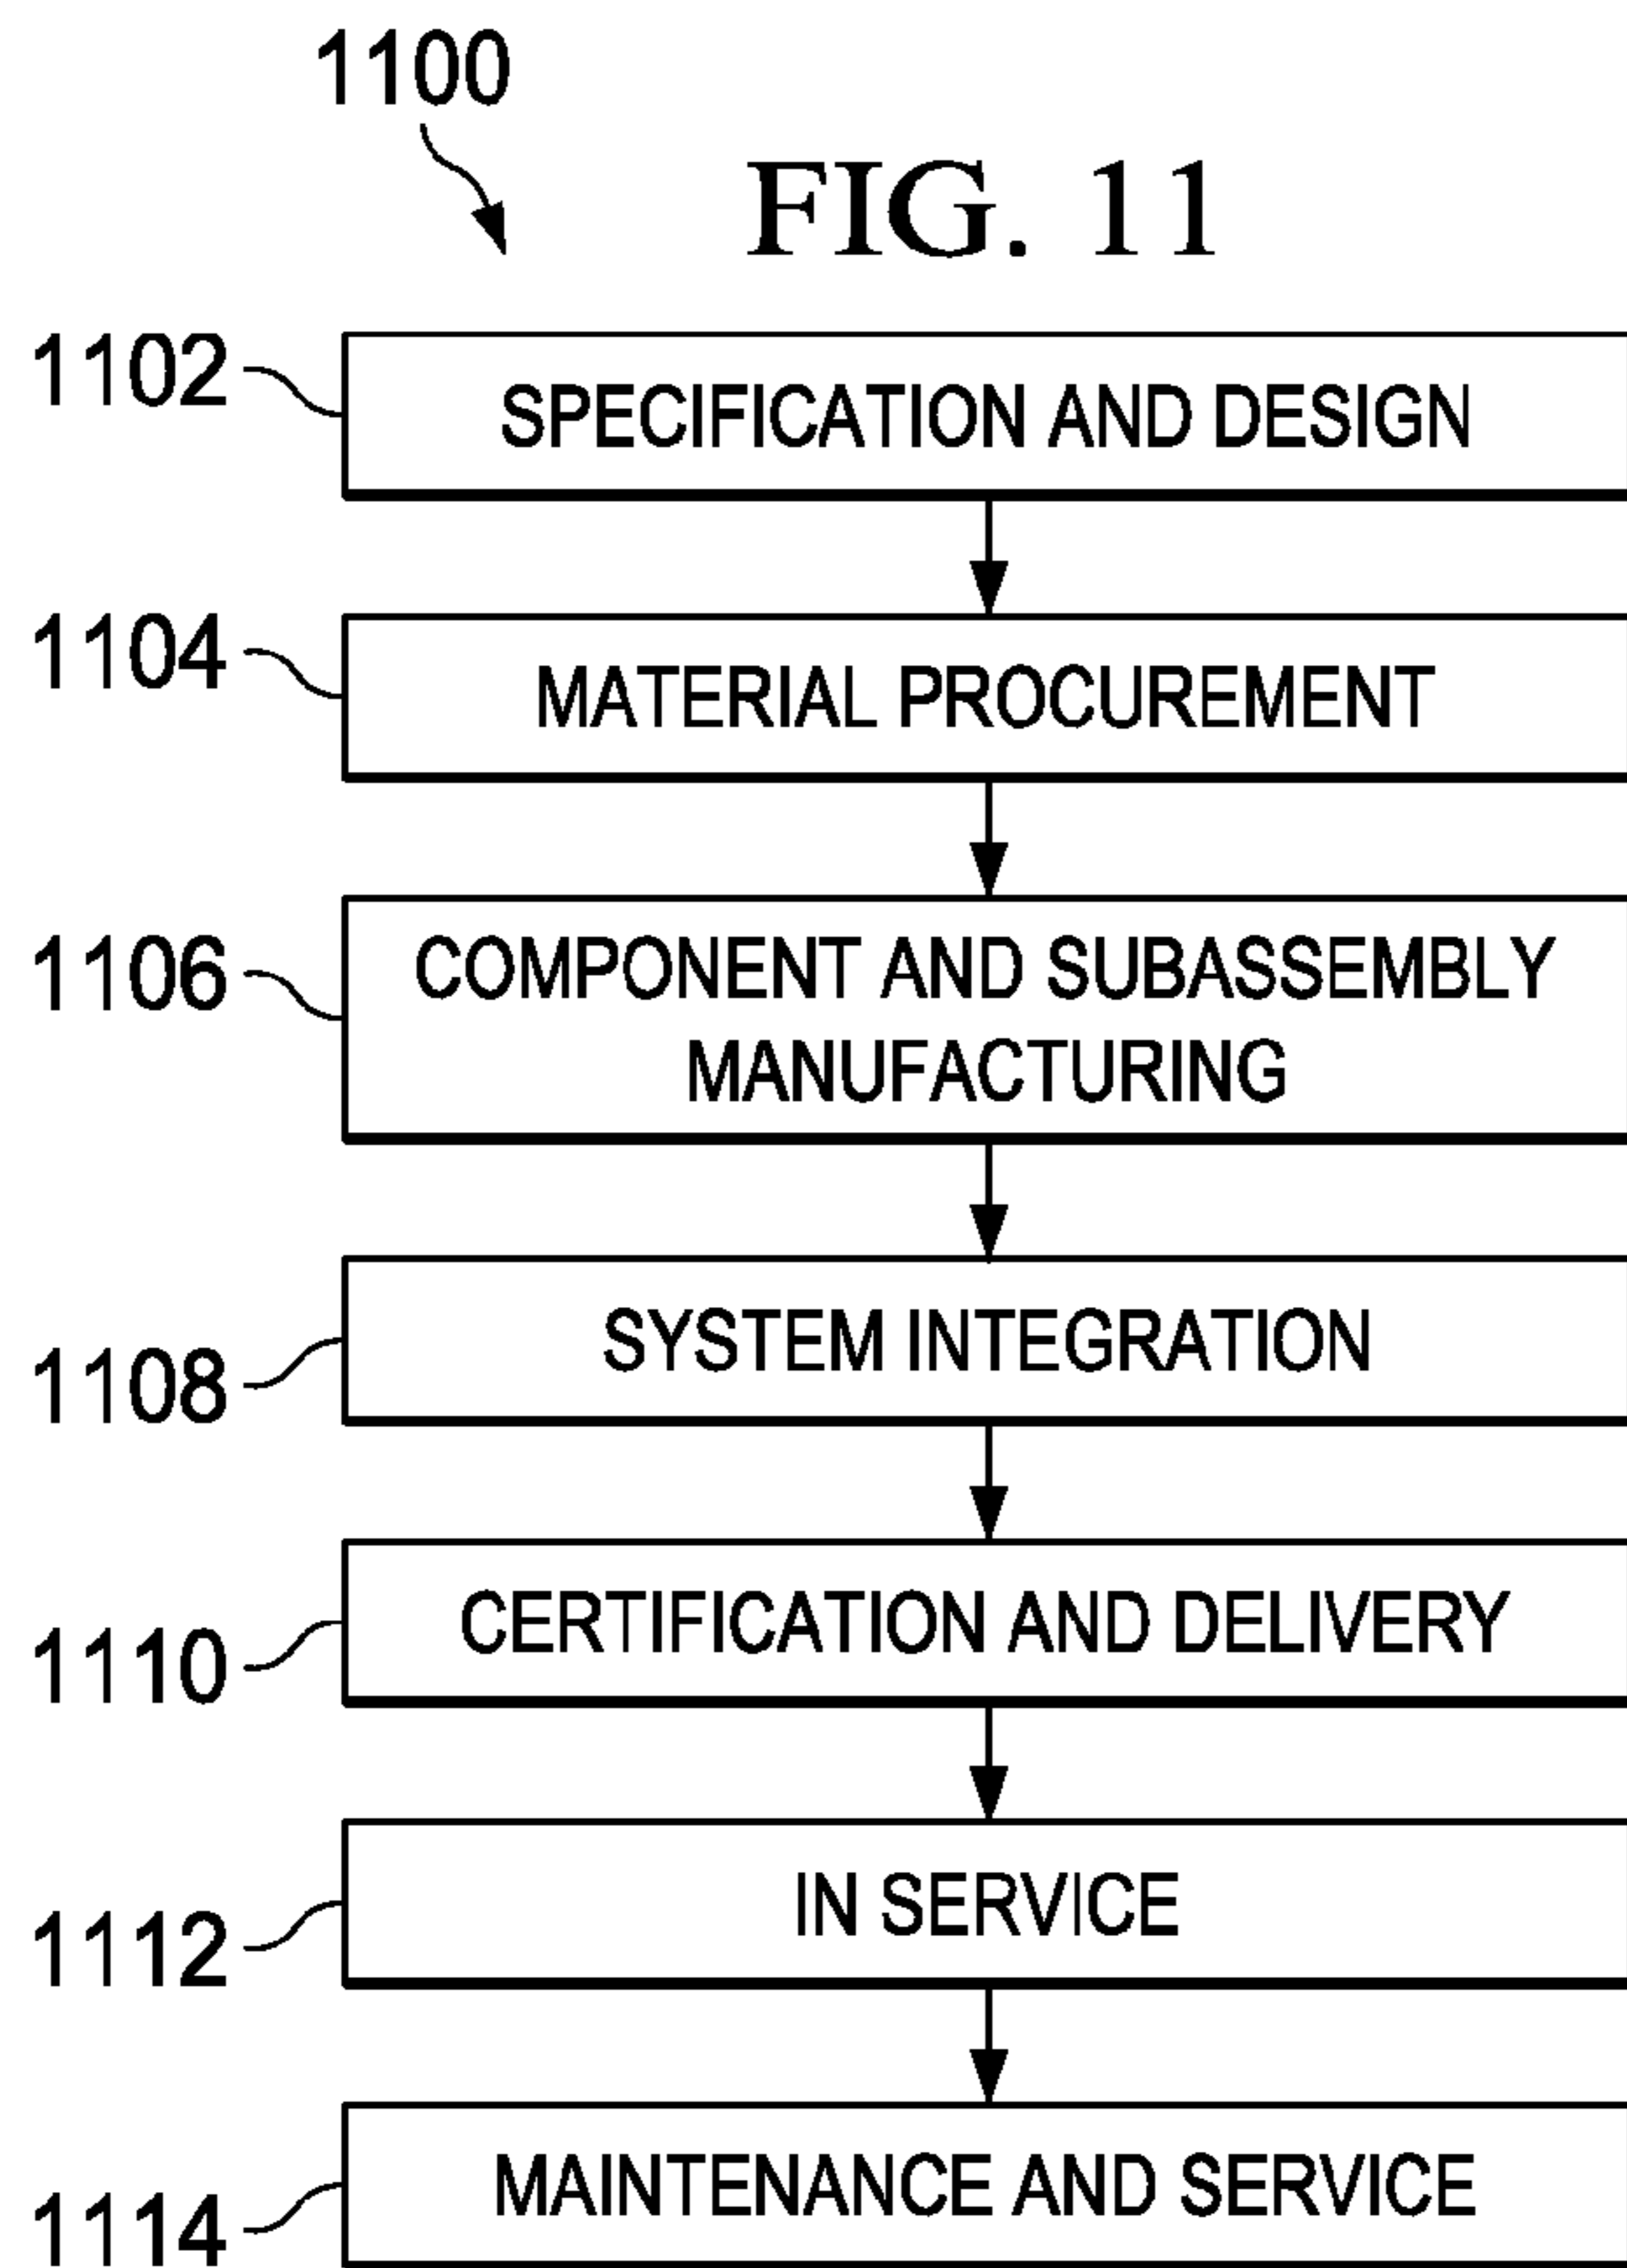 1100
FIG. 11
1102
SPECIFICATION AND DESIGN
1104
MATERIAL PROCUREMENT
1106
COMPONENT AND SUBASSEMBLY
MANUFACTURING
1108
SYSTEM INTEGRATION
1110
CERTIFICATION AND DELIVERY
1112
IN SERVICE
1114
MAINTENANCE AND SERVICE